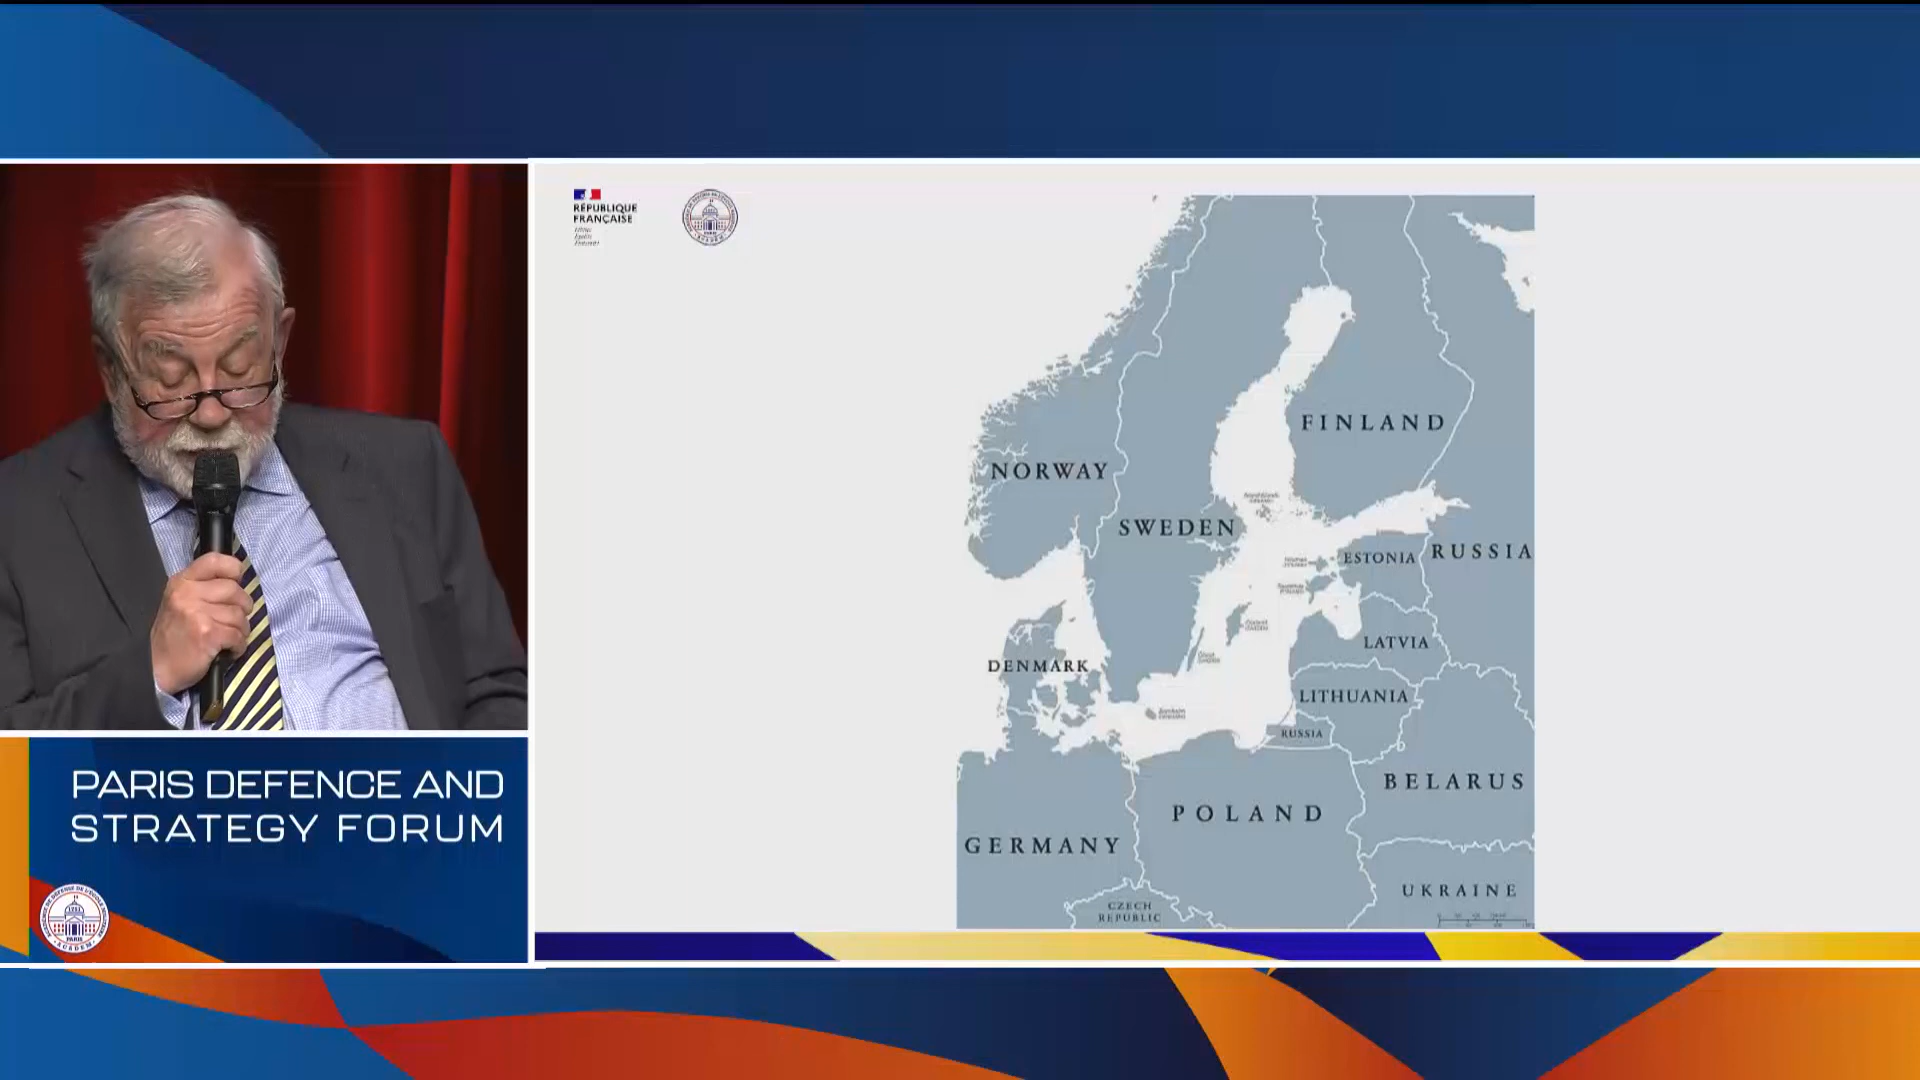 RÉPUBLIQUE
FRANÇAISE
FINLAND
NORWAY
SWEDEN
ESTONIA
RUSSIA
LATVIA
DENMARK
LITHUANIA
RUSSIA
BELARUS
POLAND
GERMANY
UKRAINE
CZECH
REPUBLIC
PARIS DEFENCE AND
STRATEGY FORUM